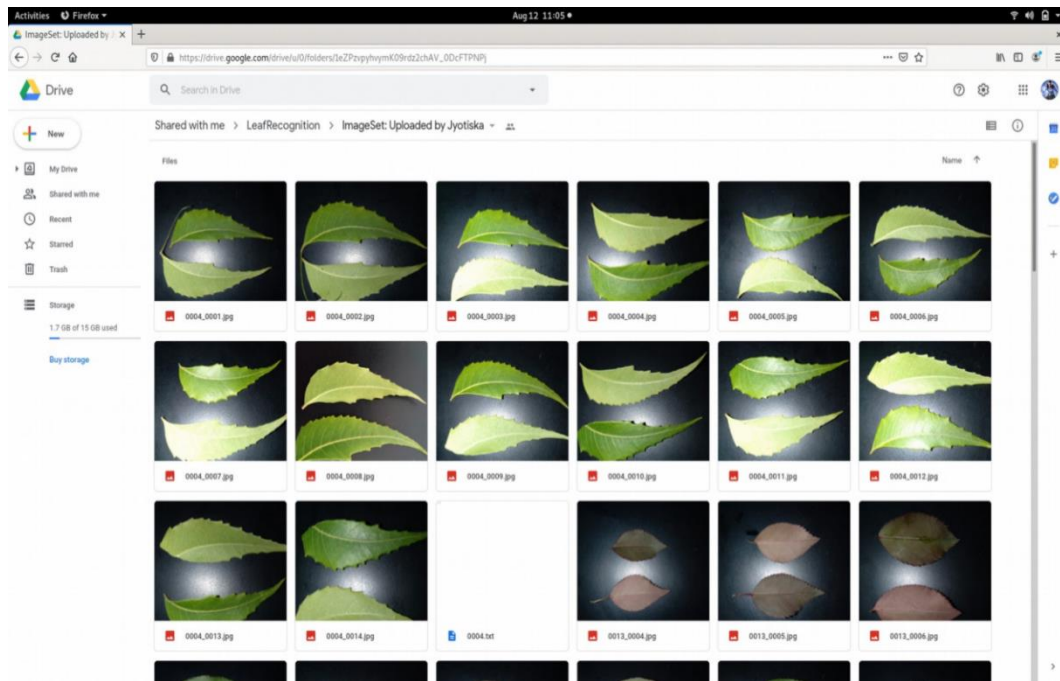 Activities Firefox Aug 12 11:05
ImageSet: Uploaded by J
https://drive.google.com/drive/u/0/folders/1eZPzvpyhvymK09rdz2chAV_0DcFTPNPj
Drive
Search in Drive
New
Shared with me > LeafRecognition > ImageSet: Uploaded by Jyotiska
My Drive
Shared with me
Recent
Starred
Trash
Storage
1.7 GB of 15 GB used
Buy storage
Files Name
0004_0001.jpg 0004_0002.jpg 0004_0003.jpg 0004_0004.jpg 0004_0005.jpg 0004_0006.jpg
0004_0007.jpg 0004_0008.jpg 0004_0009.jpg 0004_0010.jpg 0004_0011.jpg 0004_0012.jpg
0004_0013.jpg 0004_0014.jpg 0004.txt 0013_0004.jpg 0013_0005.jpg 0013_0006.jpg